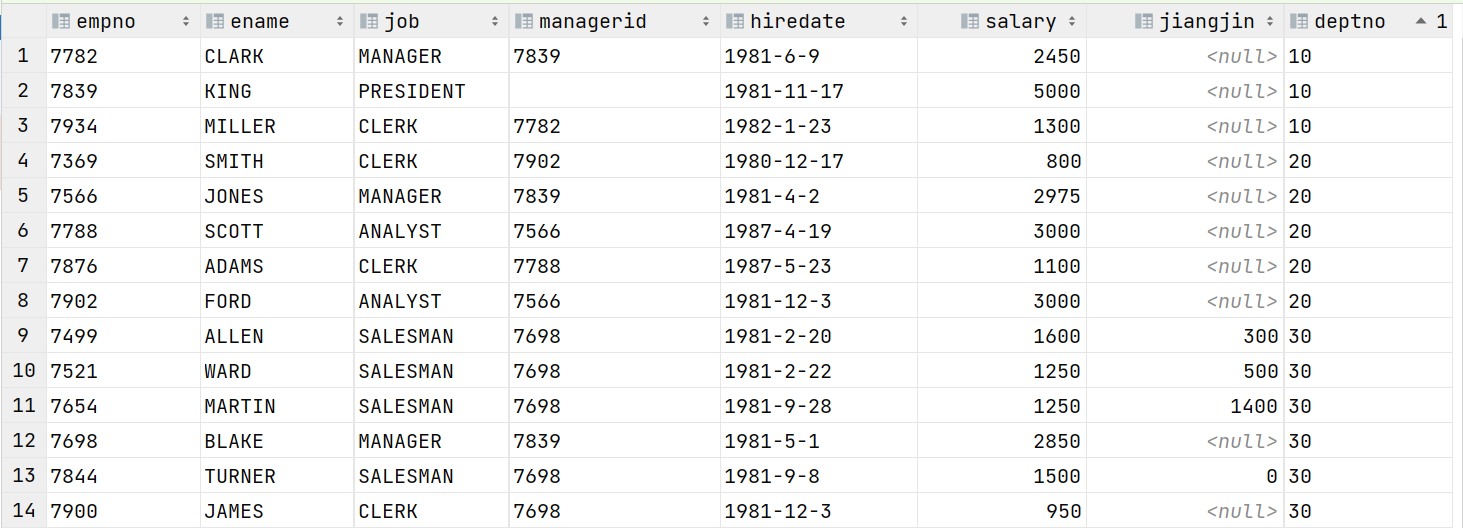 empno ename job managerid hiredate salary jiangjin deptno 1
1 7782 CLARK MANAGER 7839 1981-6-9 2450 <null> 10
2 7839 KING PRESIDENT 1981-11-17 5000 <null> 10
3 7934 MILLER CLERK 7782 1982-1-23 1300 <null> 10
4 7369 SMITH CLERK 7902 1980-12-17 800 <null> 20
5 7566 JONES MANAGER 7839 1981-4-2 2975 <null> 20
6 7788 SCOTT ANALYST 7566 1987-4-19 3000 <null> 20
7 7876 ADAMS CLERK 7788 1987-5-23 1100 <null> 20
8 7902 FORD ANALYST 7566 1981-12-3 3000 <null> 20
9 7499 ALLEN SALESMAN 7698 1981-2-20 1600 300 30
10 7521 WARD SALESMAN 7698 1981-2-22 1250 500 30
11 7654 MARTIN SALESMAN 7698 1981-9-28 1250 1400 30
12 7698 BLAKE MANAGER 7839 1981-5-1 2850 <null> 30
13 7844 TURNER SALESMAN 7698 1981-9-8 1500 0 30
14 7900 JAMES CLERK 7698 1981-12-3 950 <null> 30